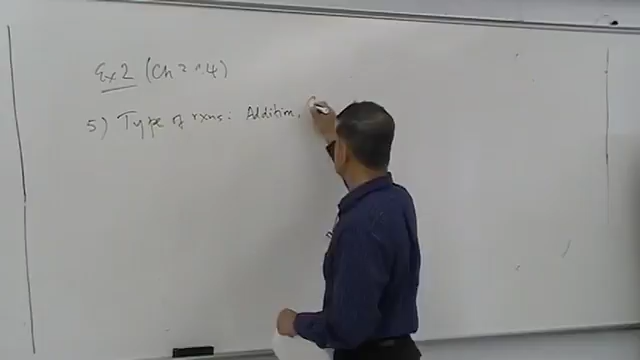 Ex 2 (Ch 2 & 4)
5) Type of rxns: Addition,